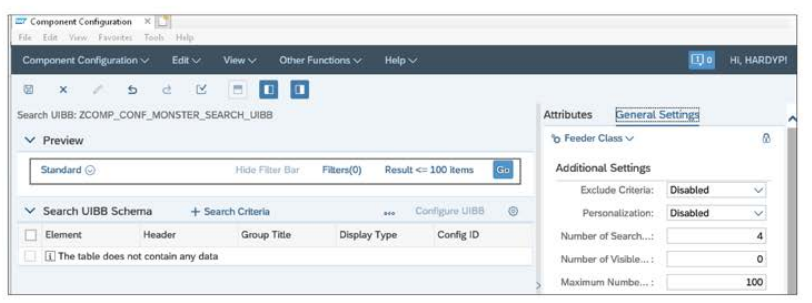 SAP Component Configuration
File Edit View Favorites Tools Help
Component Configuration Edit View Other Functions Help 0 Hi, HARDYP!
Search UIBB: ZCOMP_CONF_MONSTER_SEARCH_UIBB
Preview
Standard Hide Filter Bar Filters(0) Result <= 100 items Go
Search UIBB Schema + Search Criteria ... Configure UIBB
Element Header Group Title Display Type Config ID
The table does not contain any data
Attributes General Settings
Feeder Class
Additional Settings
Exclude Criteria: Disabled
Personalization: Disabled
Number of Search...: 4
Number of Visible...: 0
Maximum Numbe...: 100